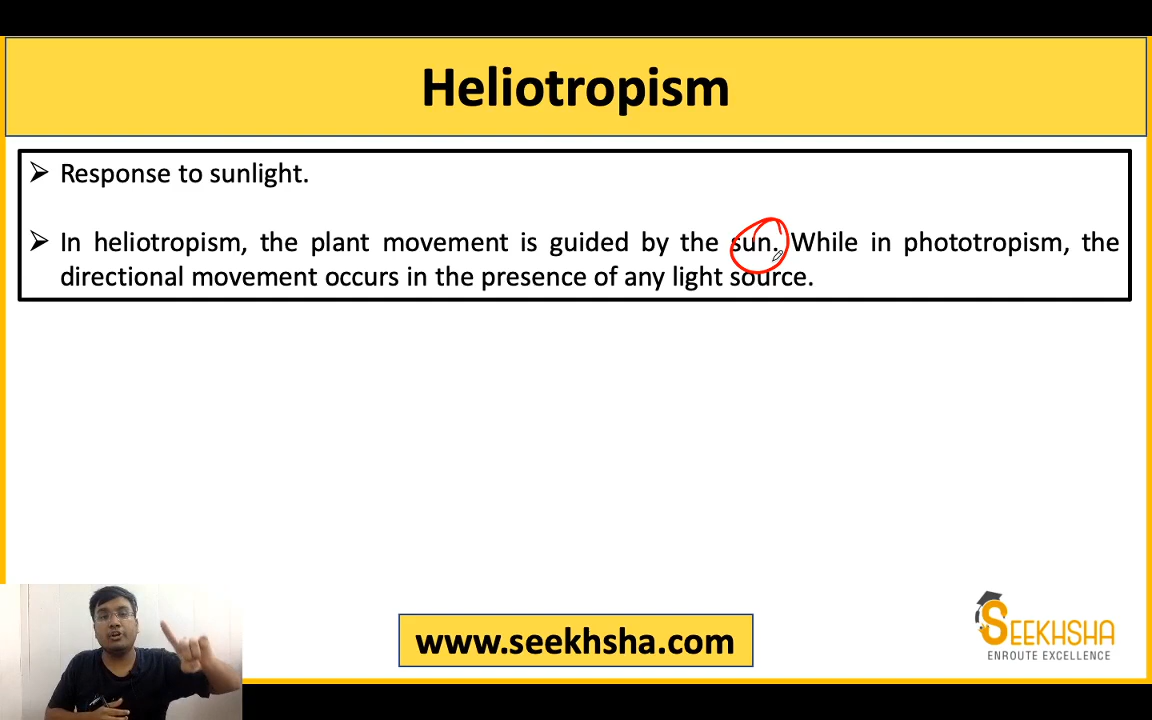 Heliotropism
➢ Response to sunlight.
➢ In heliotropism, the plant movement is guided by the sun. While in phototropism, the
directional movement occurs in the presence of any light source.
www.seekhsha.com
SEEKHSHA
ENROUTE EXCELLENCE